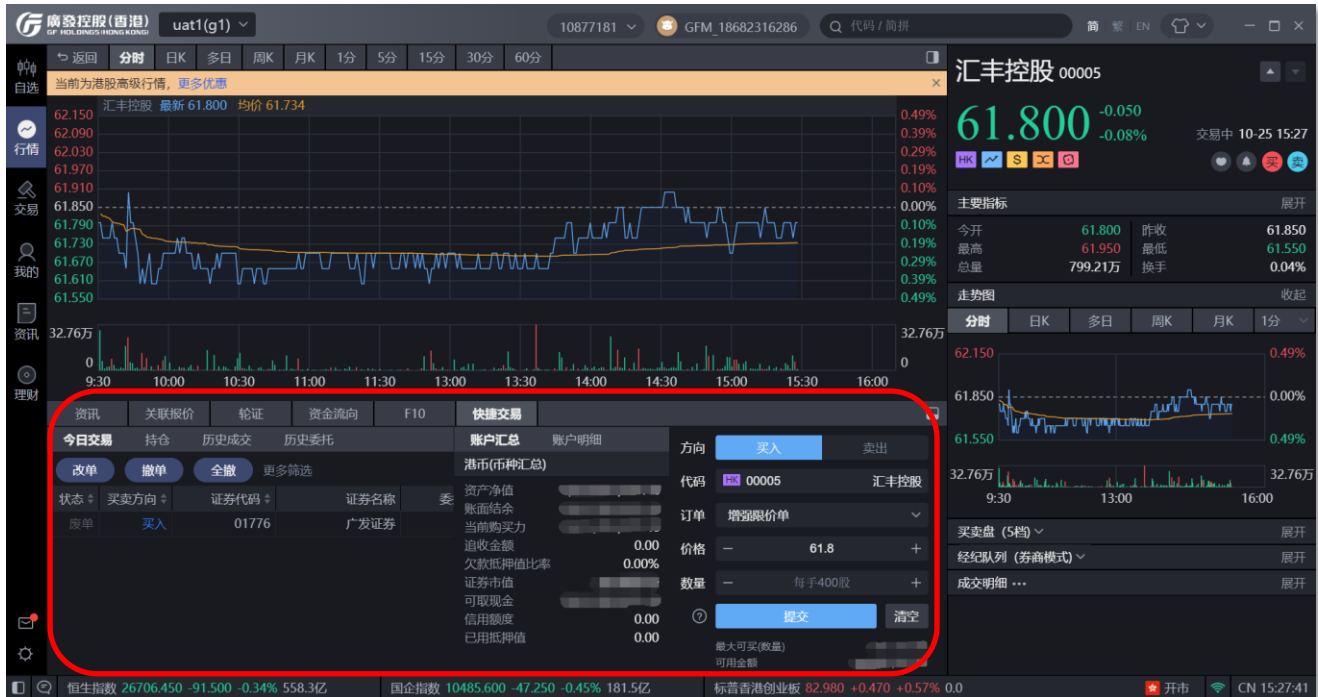 廣發控股(香港) uat1(g1) 10877181 GFM_18682316286 代码 / 简拼 简 繁 EN
GF HOLDINGS (HONG KONG)
返回 分时 日K 多日 周K 月K 1分 5分 15分 30分 60分
当前为港股高级行情，更多优惠
汇丰控股 最新 61.800 均价 61.734
62.150 0.49%
62.090 0.39%
62.030 0.29%
61.970 0.19%
61.910 0.10%
61.850 0.00%
61.790 0.10%
61.730 0.19%
61.670 0.29%
61.610 0.39%
61.550 0.49%
32.76万 32.76万
0 0
9:30 10:00 10:30 11:00 11:30 13:00 13:30 14:00 14:30 15:00 15:30 16:00
自选
行情
交易
我的
资讯
理财
资讯 关联报价 轮证 资金流向 F10 快捷交易
今日交易 持仓 历史成交 历史委托
改单 撤单 全撤 更多筛选
状态 买卖方向 证券代码 证券名称 委
废单 买入 01776 广发证券
账户汇总 账户明细
港币(币种汇总)
资产净值
账面结余
当前购买力
追收金额 0.00
欠款抵押值比率 0.00%
证券市值
可取现金
信用额度 0.00
已用抵押值 0.00
方向 买入 卖出
代码 HK 00005 汇丰控股
订单 增强限价单
价格 − 61.8 +
数量 − 每手400股 +
? 提交 清空
最大可买(数量)
可用金额
汇丰控股 00005
61.800 -0.050
-0.08% 交易中 10-25 15:27
HK S 买 卖
主要指标 展开
今开 61.800 昨收 61.850
最高 61.950 最低 61.550
总量 799.21万 换手 0.04%
走势图 收起
分时 日K 多日 周K 月K 1分
62.150 0.49%
61.850 0.00%
61.550 0.49%
32.76万 32.76万
9:30 13:00 16:00
买卖盘（5档） 展开
经纪队列（券商模式） 展开
成交明细 ••• 展开
恒生指数 26706.450 -91.500 -0.34% 558.3亿 国企指数 10485.600 -47.250 -0.45% 181.5亿 标普香港创业板 82.980 +0.470 +0.57% 0.0 开市 CN 15:27:41